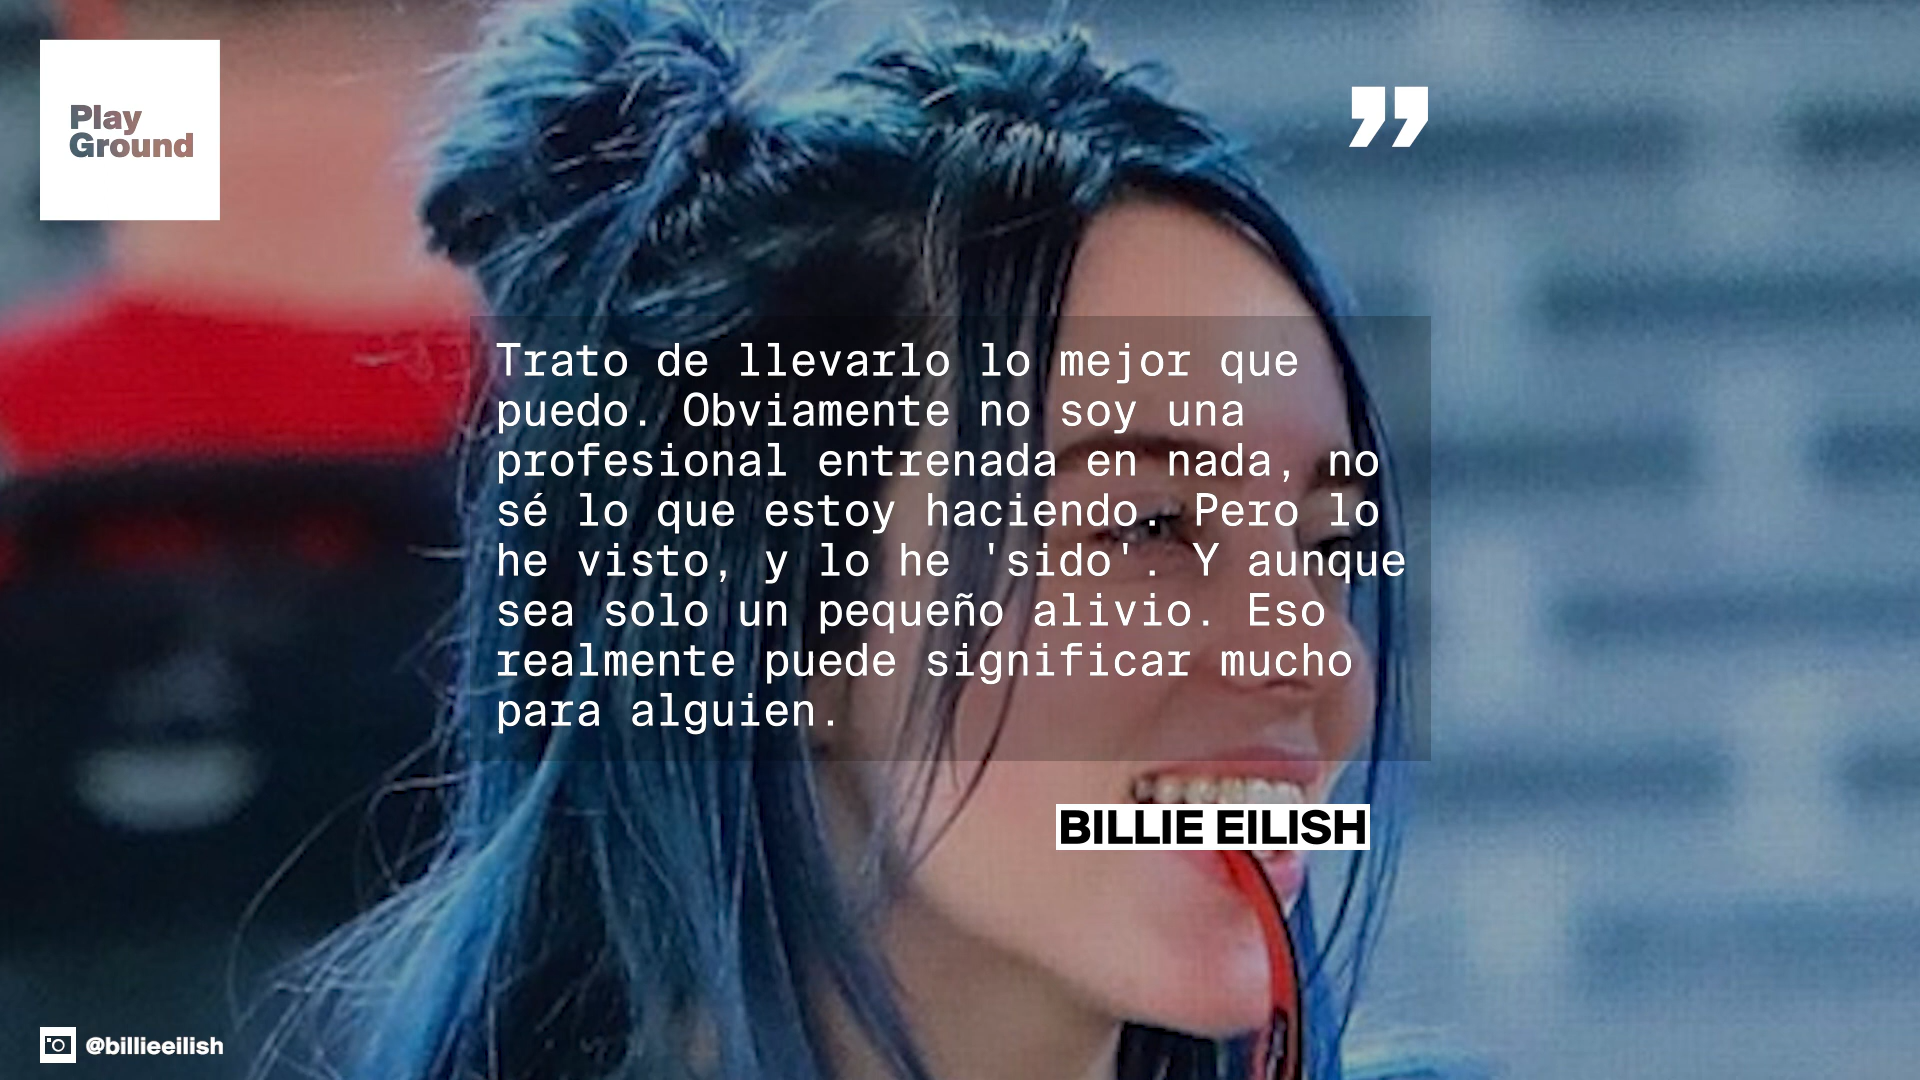 Play
Ground
”
Trato de llevarlo lo mejor que
puedo. Obviamente no soy una
profesional entrenada en nada, no
sé lo que estoy haciendo. Pero lo
he visto, y lo he 'sido'. Y aunque
sea solo un pequeño alivio. Eso
realmente puede significar mucho
para alguien.
BILLIE EILISH
@billieeilish